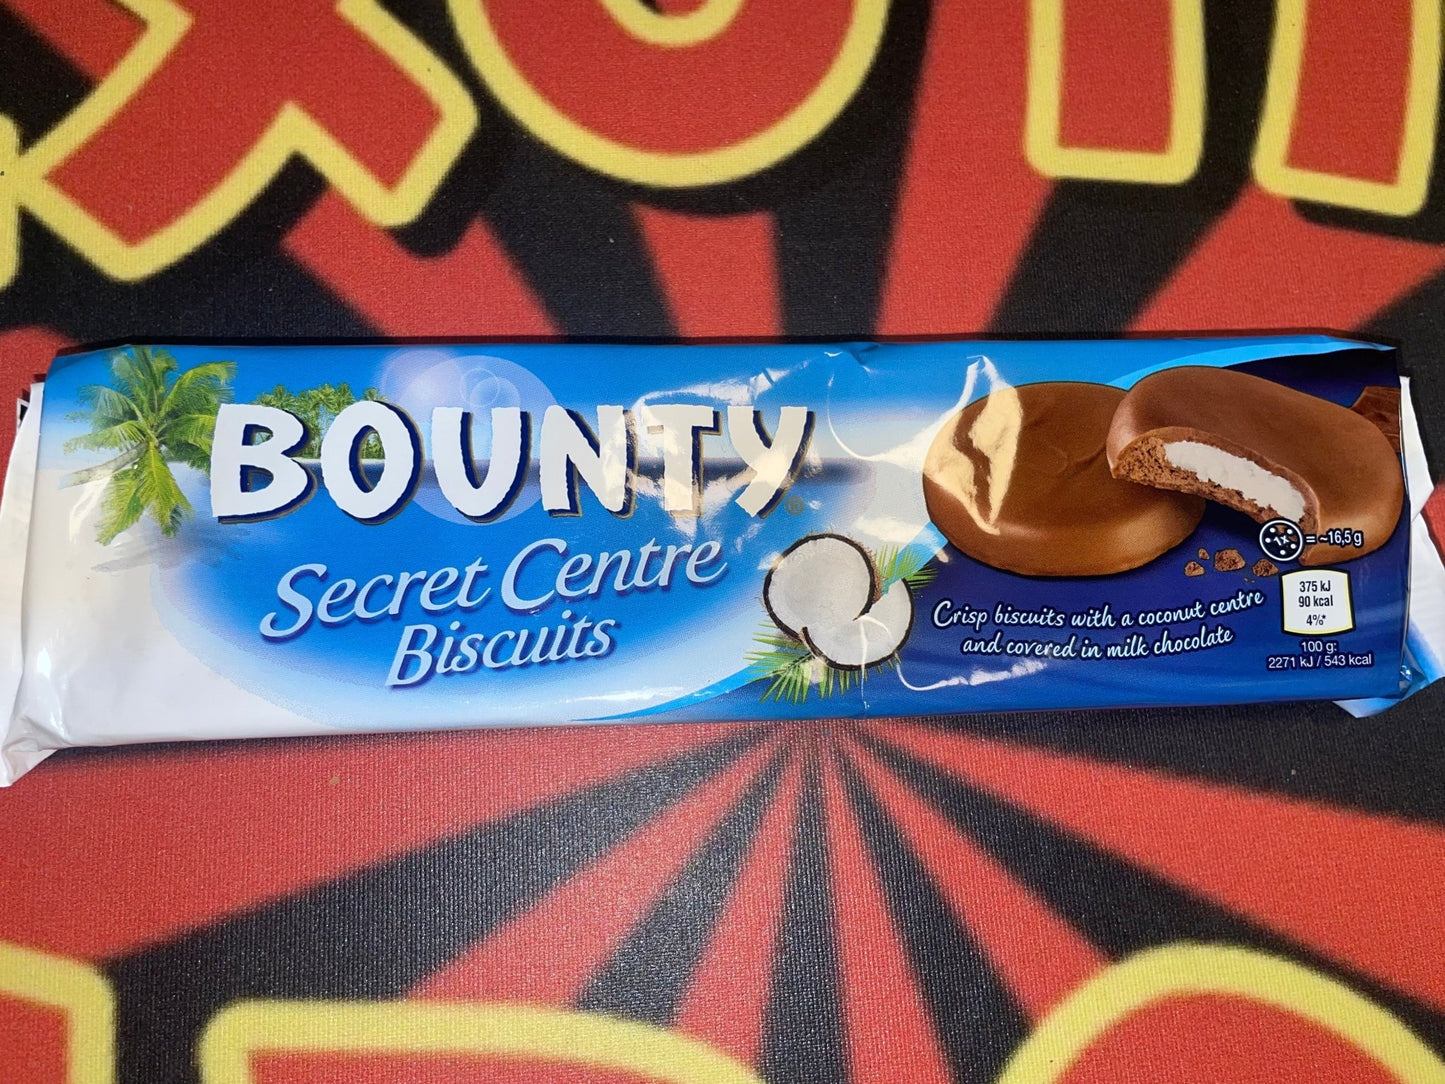 BOUNTY®
Secret Centre
Biscuits
Crisp biscuits with a coconut centre
and covered in milk chocolate
1x = ~16,5 g
375 kJ
90 kcal
4%*
100 g:
2271 kJ / 543 kcal